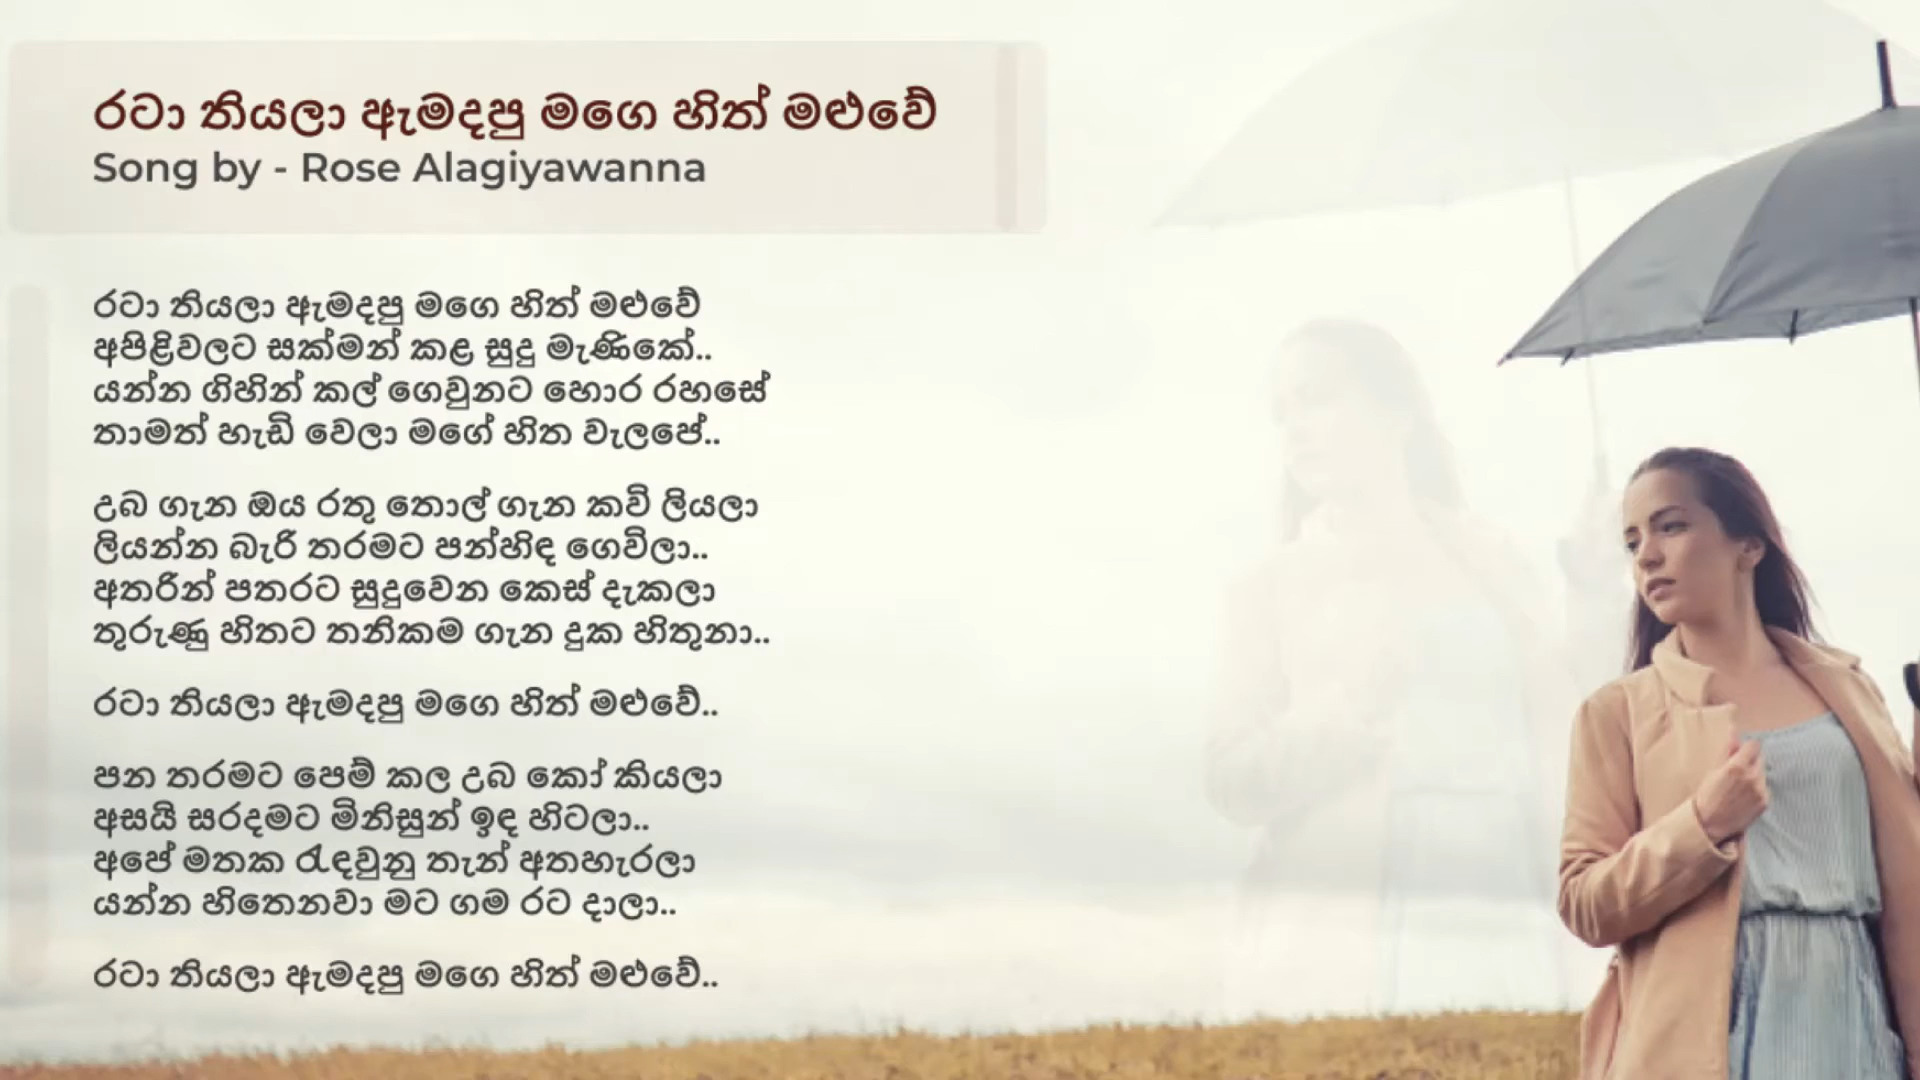 රටා තියලා ඇමදපු මගෙ හිත් මළුවේ
Song by - Rose Alagiyawanna
රටා තියලා ඇමදපු මගෙ හිත් මළුවේ
අපිළිවලට සක්මන් කළ සුදු මැණිකේ..
යන්න ගිහින් කල් ගෙවුනට හොර රහසේ
තාමත් හැඩි වෙලා මගේ හිත වැලපේ..
උබ ගැන ඔය රතු තොල් ගැන කවි ලියලා
ලියන්න බැරි තරමට පන්හිඳ ගෙවිලා..
අතරින් පතරට සුදුවෙන කෙස් දැකලා
තුරුණු හිතට තනිකම ගැන දුක හිතුනා..
රටා තියලා ඇමදපු මගෙ හිත් මළුවේ..
පන තරමට පෙම් කල උබ කෝ කියලා
අසයි සරදමට මිනිසුන් ඉඳ හිටලා..
අපේ මතක රැඳවුනු තැන් අතහැරලා
යන්න හිතෙනවා මට ගම රට දාලා..
රටා තියලා ඇමදපු මගෙ හිත් මළුවේ..